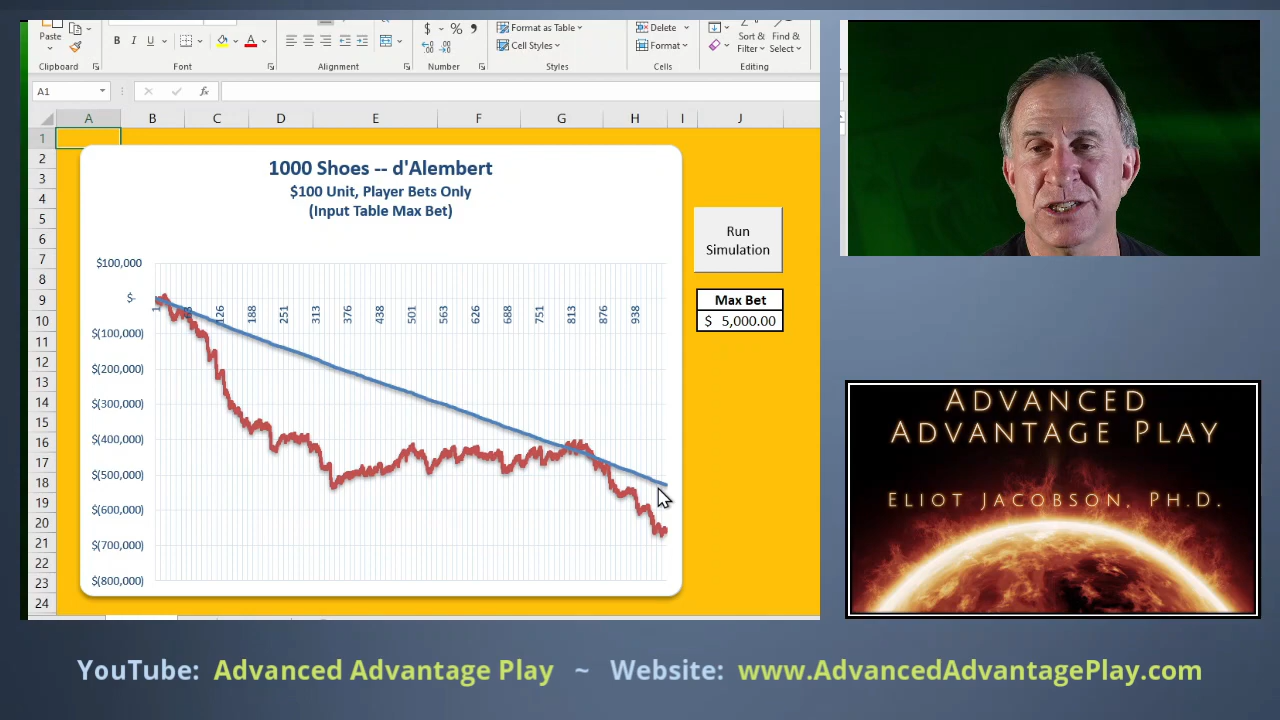 Paste
Format as Table
Delete
Cell Styles
Format
Sort &
Find &
Filter
Select
B
I
U
A
$
%
Clipboard
Font
Alignment
Number
Styles
Cells
Editing
A1
fx
A B C D E F G H I J
1
2
3
4
5
6
7
8
9
10
11
12
13
14
15
16
17
18
19
20
21
22
23
24
1000 Shoes -- d'Alembert
$100 Unit, Player Bets Only
(Input Table Max Bet)
$100,000
$-
$(100,000)
$(200,000)
$(300,000)
$(400,000)
$(500,000)
$(600,000)
$(700,000)
$(800,000)
1 126 188 251 313 376 438 501 563 626 688 751 813 876 938
Run
Simulation
Max Bet
$ 5,000.00
ADVANCED
ADVANTAGE PLAY
ELIOT JACOBSON, PH.D.
YouTube: Advanced Advantage Play ~ Website: www.AdvancedAdvantagePlay.com